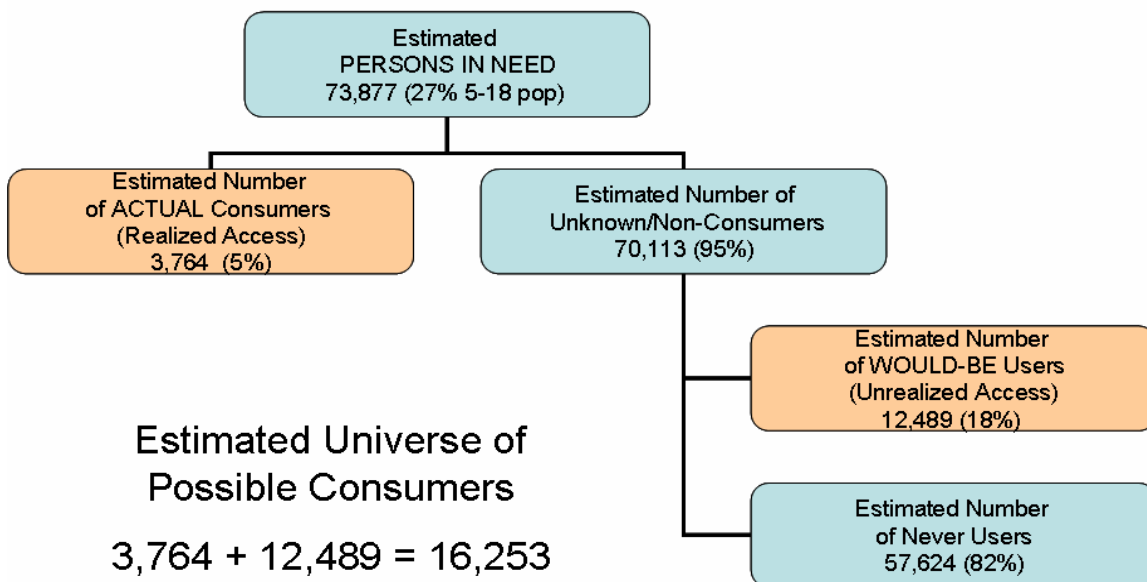 Estimated
PERSONS IN NEED
73,877 (27% 5-18 pop)
Estimated Number
of ACTUAL Consumers
(Realized Access)
3,764 (5%)
Estimated Number of
Unknown/Non-Consumers
70,113 (95%)
Estimated Number
of WOULD-BE Users
(Unrealized Access)
12,489 (18%)
Estimated Universe of
Possible Consumers
3,764 + 12,489 = 16,253
Estimated Number
of Never Users
57,624 (82%)